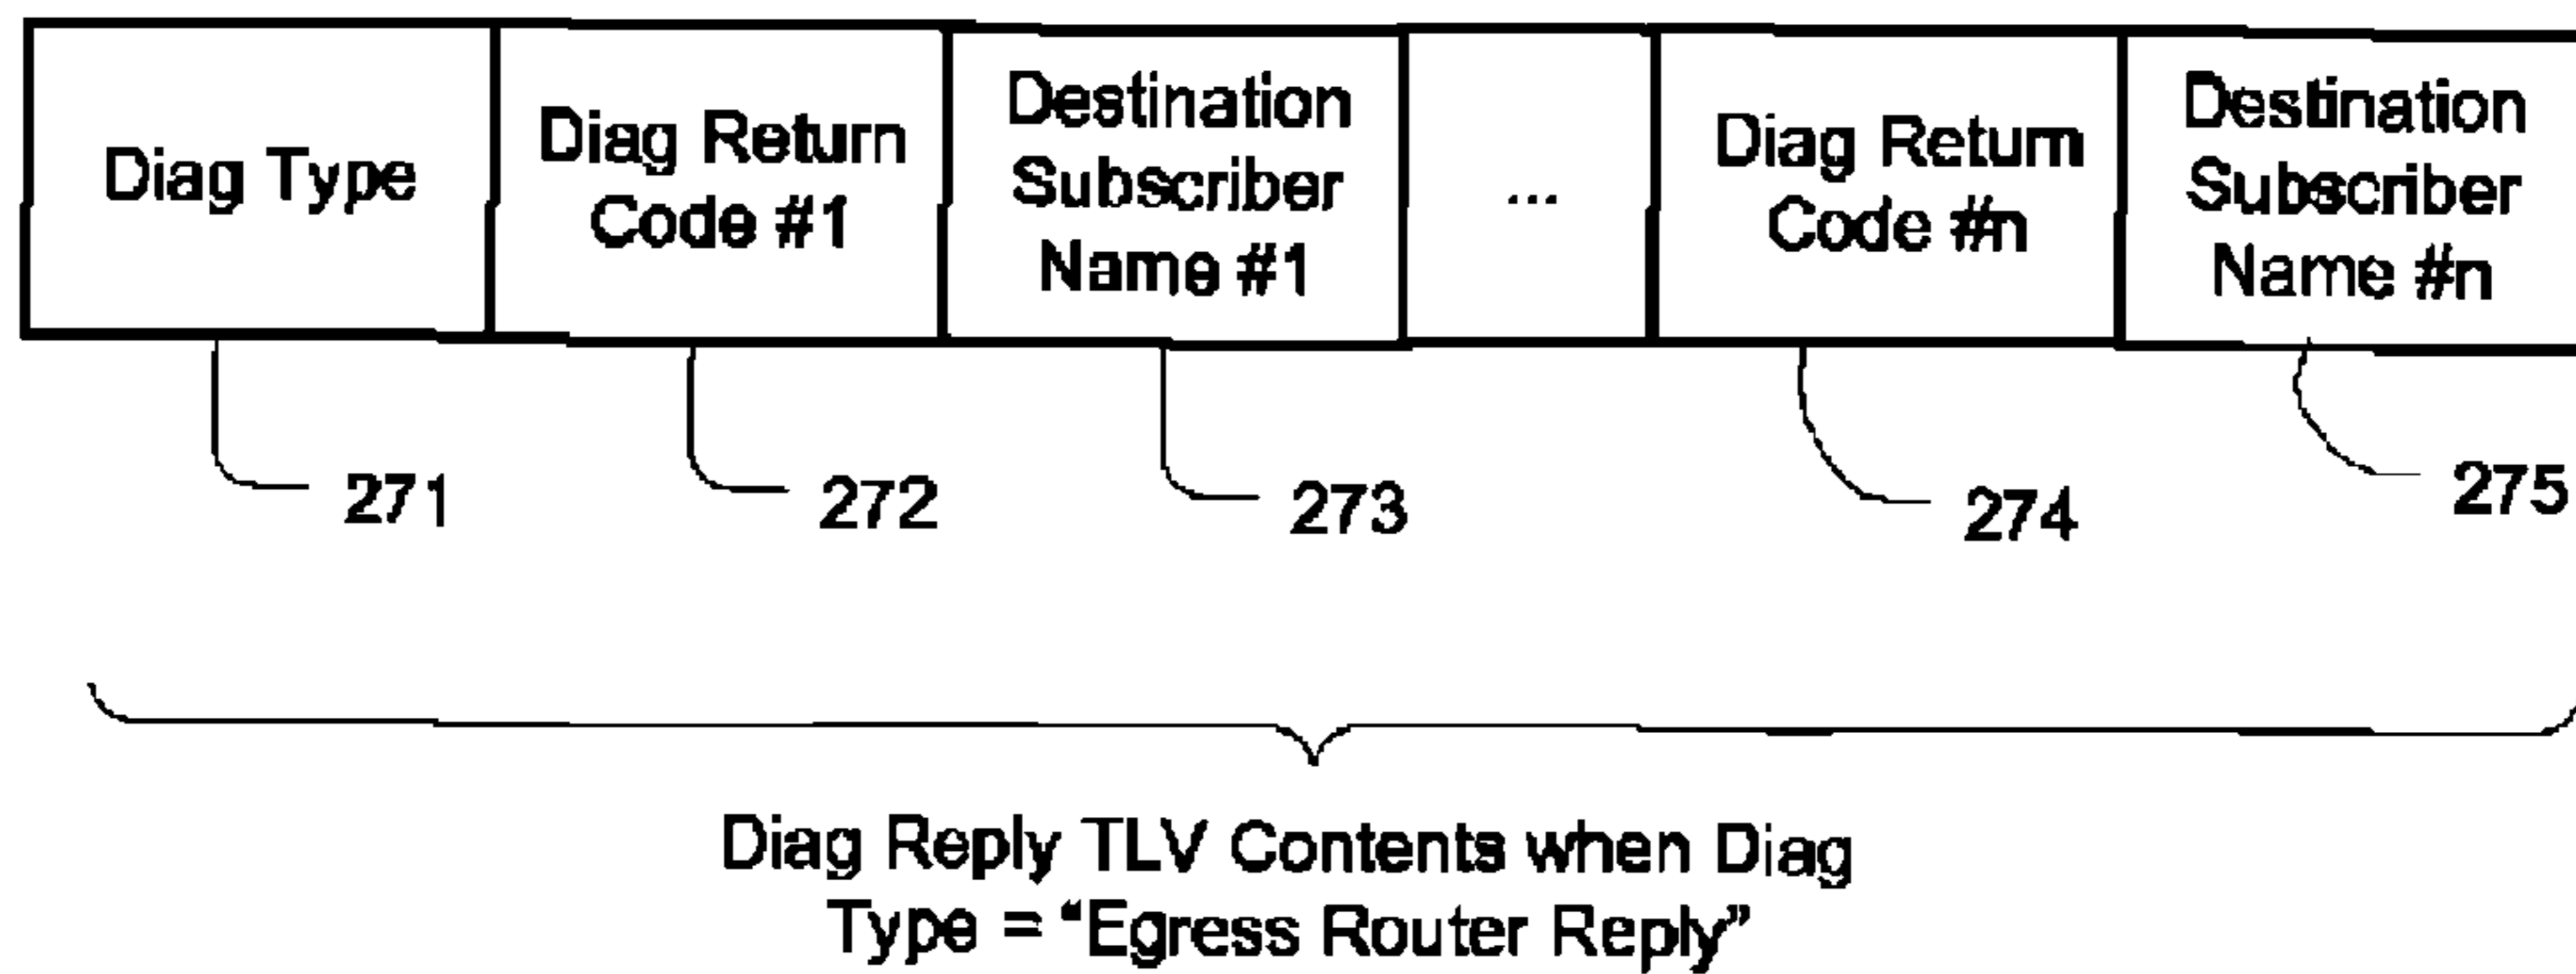 Diag Type
Diag Return
Code #1
Destination
Subscriber
Name #1
...
Diag Return
Code #n
Destination
Subscriber
Name #n
271
272
273
274
275
Diag Reply TLV Contents when Diag
Type = “Egress Router Reply”